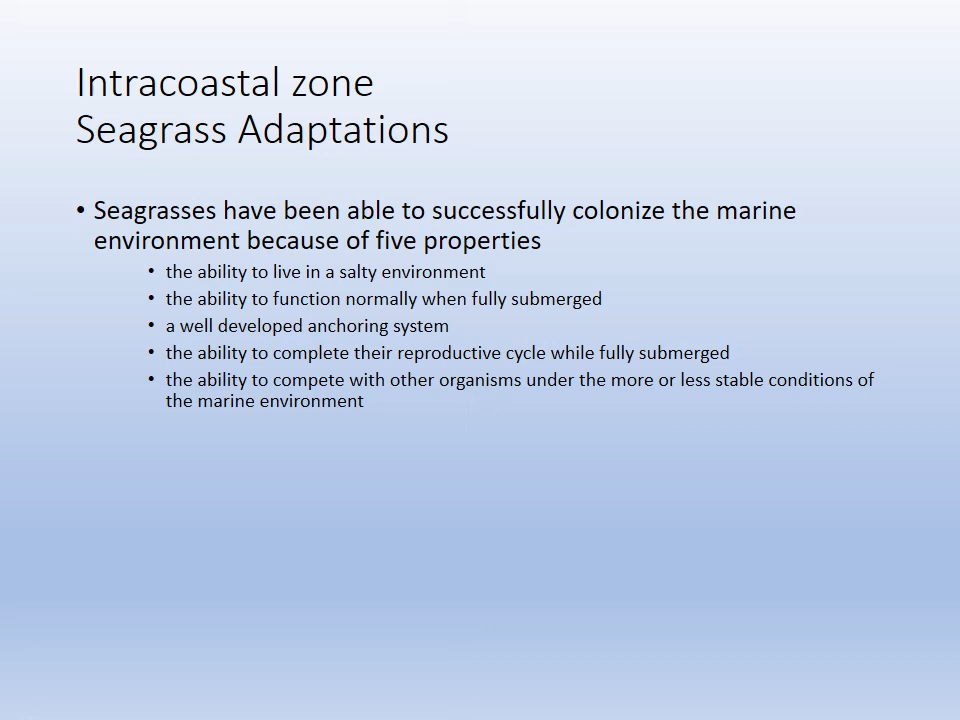 Intracoastal zone
Seagrass Adaptations
• Seagrasses have been able to successfully colonize the marine
environment because of five properties
• the ability to live in a salty environment
• the ability to function normally when fully submerged
• a well developed anchoring system
• the ability to complete their reproductive cycle while fully submerged
• the ability to compete with other organisms under the more or less stable conditions of
the marine environment